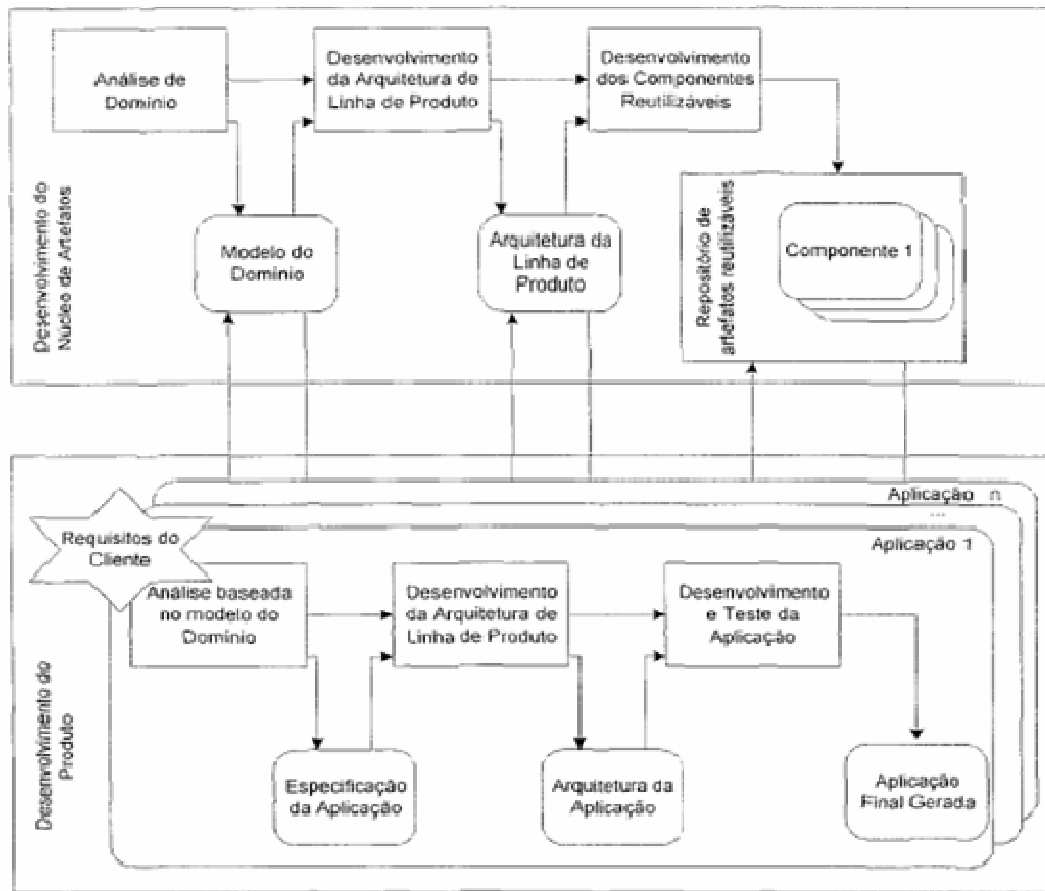 Análise de
Domínio
Desenvolvimento
da Arquitetura de
Linha de Produto
Desenvolvimento
dos Componentes
Reutilizáveis
Modelo do
Domínio
Arquitetura da
Linha de
Produto
Repositório de
artefatos reutilizáveis
Componente 1
Desenvolvimento do
Núcleo de Artefatos
Aplicação n
...
Aplicação 1
Requisitos do
Cliente
Análise baseada
no modelo do
Domínio
Desenvolvimento
da Arquitetura de
Linha de Produto
Desenvolvimento
e Teste da
Aplicação
Especificação
da Aplicação
Arquitetura da
Aplicação
Aplicação
Final Gerada
Desenvolvimento do
Produto